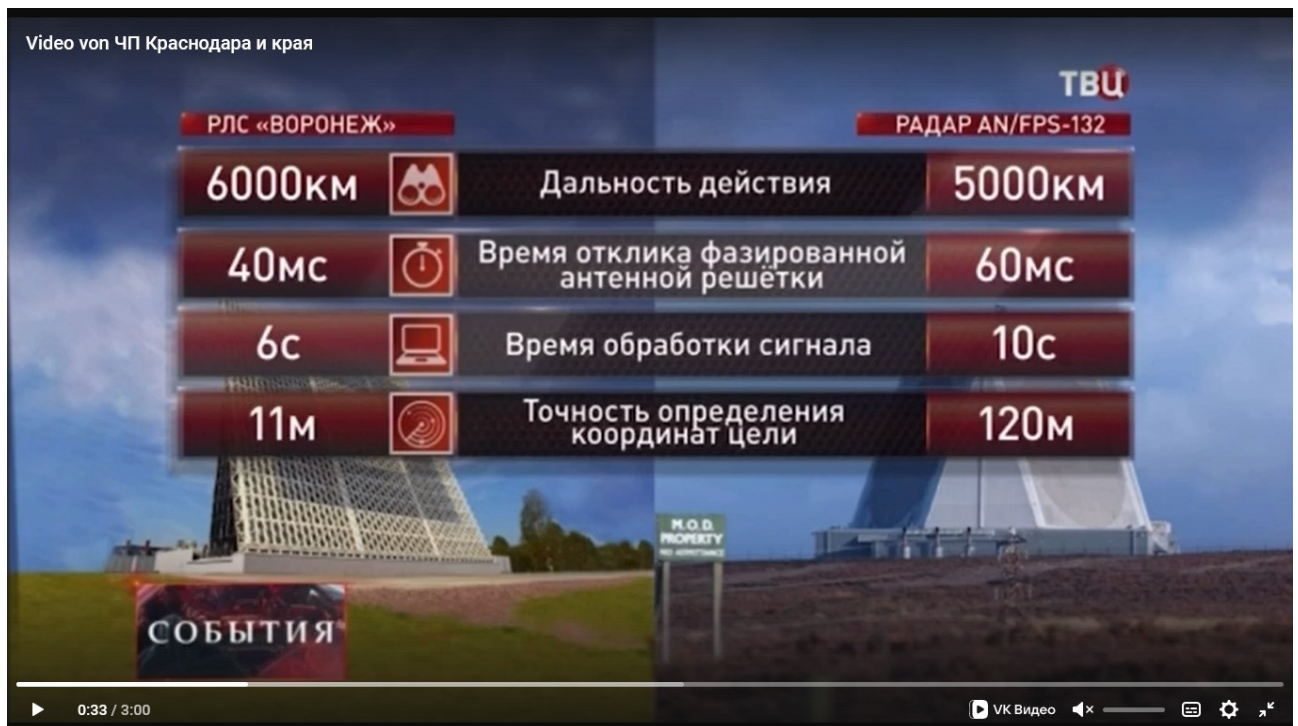 Video von ЧП Краснодара и края
ТВЦ
РЛС «ВОРОНЕЖ»
РАДАР AN/FPS-132
6000км
Дальность действия
5000км
40мс
Время отклика фазированной
антенной решётки
60мс
6с
Время обработки сигнала
10с
11м
Точность определения
координат цели
120м
M.O.D.
PROPERTY
NO ADMITTANCE
СОБЫТИЯ
0:33 / 3:00
VK Видео